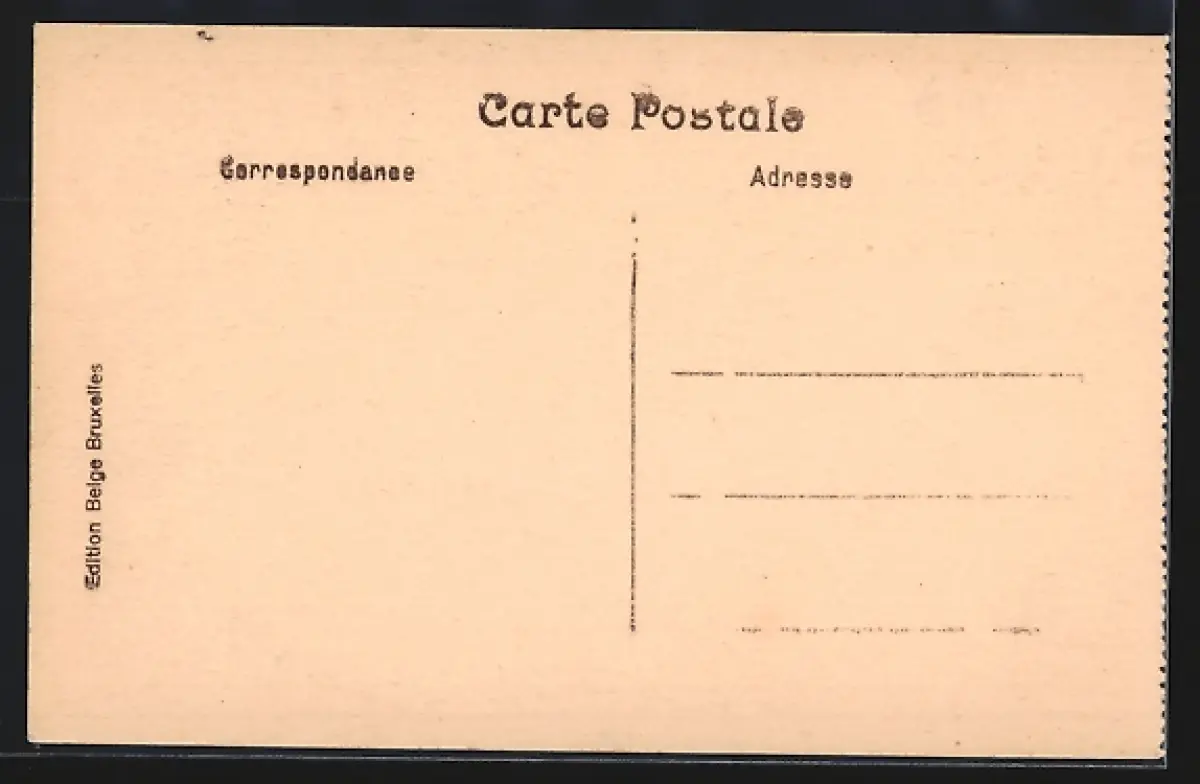 Carte Postale
Correspondance
Adresse
Edition Belge Bruxelles